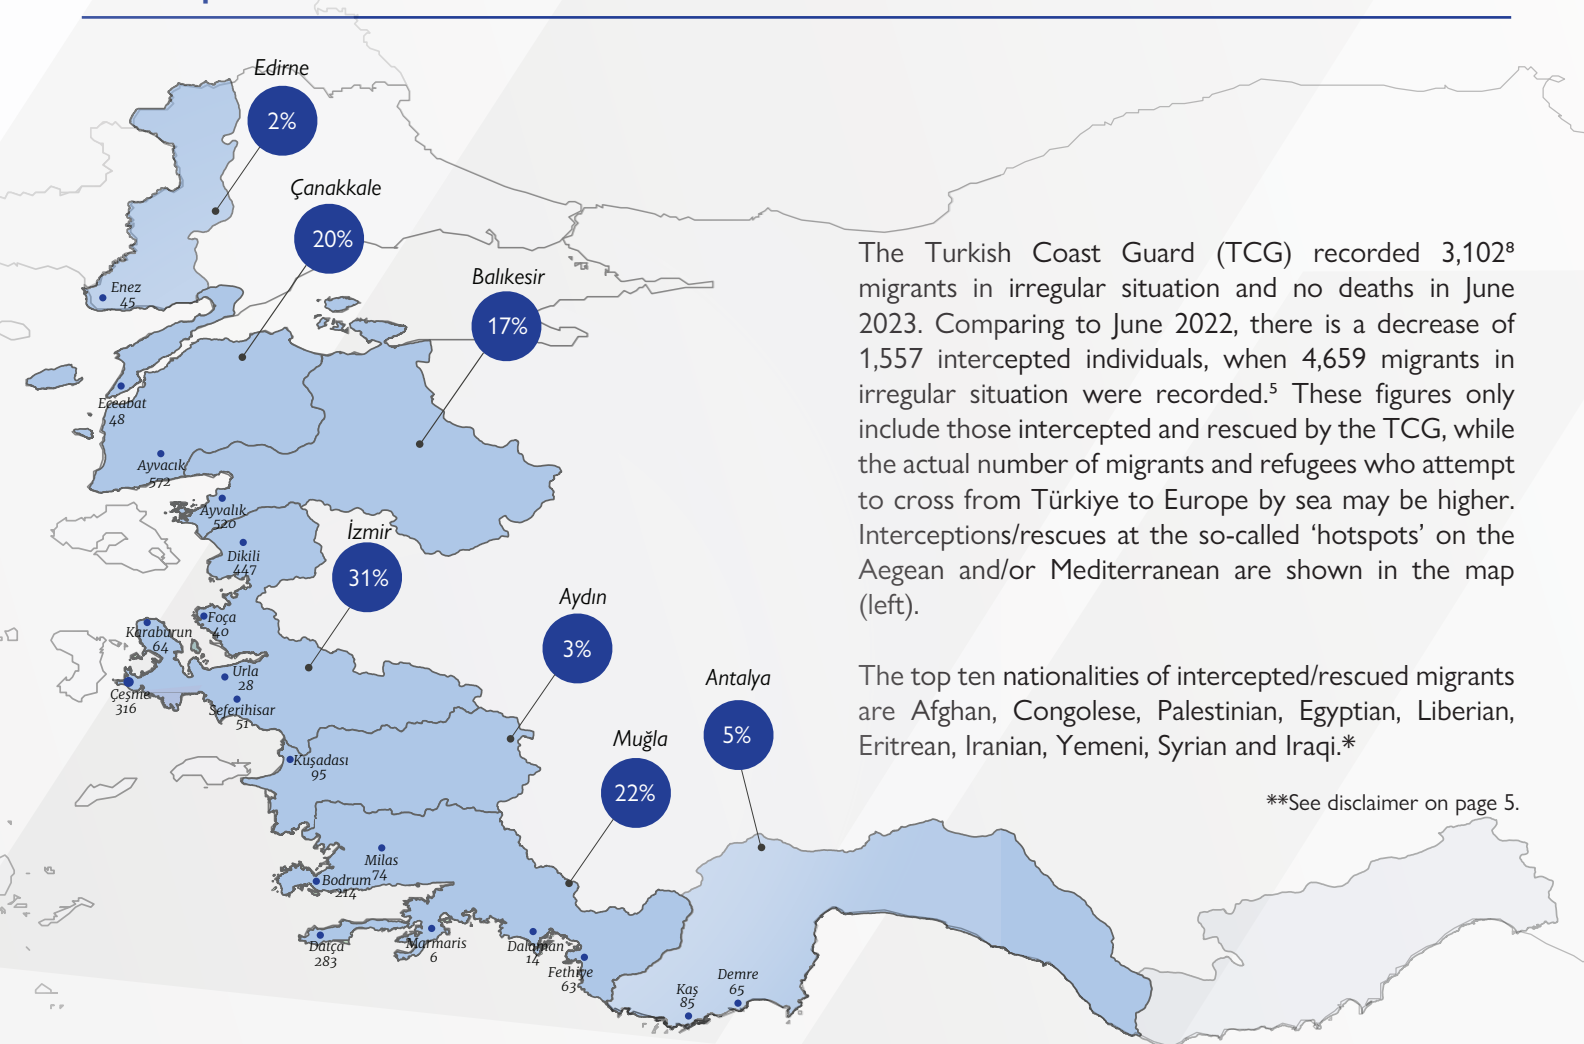 Edirne
2%
Çanakkale
20%
Balıkesir
17%
Enez
45
Eceabat
48
Ayvacık
572
Ayvalık
520
Dikili
447
İzmir
31%
Foça
40
Karaburun
64
Urla
28
Çeşme
316
Seferihisar
51
Aydın
3%
Kuşadası
95
Antalya
5%
Muğla
22%
Milas
74
Bodrum
214
Datça
283
Marmaris
6
Dalaman
14
Fethiye
63
Kaş
85
Demre
65
The Turkish Coast Guard (TCG) recorded 3,102⁸
migrants in irregular situation and no deaths in June
2023. Comparing to June 2022, there is a decrease of
1,557 intercepted individuals, when 4,659 migrants in
irregular situation were recorded.⁵ These figures only
include those intercepted and rescued by the TCG, while
the actual number of migrants and refugees who attempt
to cross from Türkiye to Europe by sea may be higher.
Interceptions/rescues at the so-called ‘hotspots’ on the
Aegean and/or Mediterranean are shown in the map
(left).
The top ten nationalities of intercepted/rescued migrants
are Afghan, Congolese, Palestinian, Egyptian, Liberian,
Eritrean, Iranian, Yemeni, Syrian and Iraqi.*
**See disclaimer on page 5.